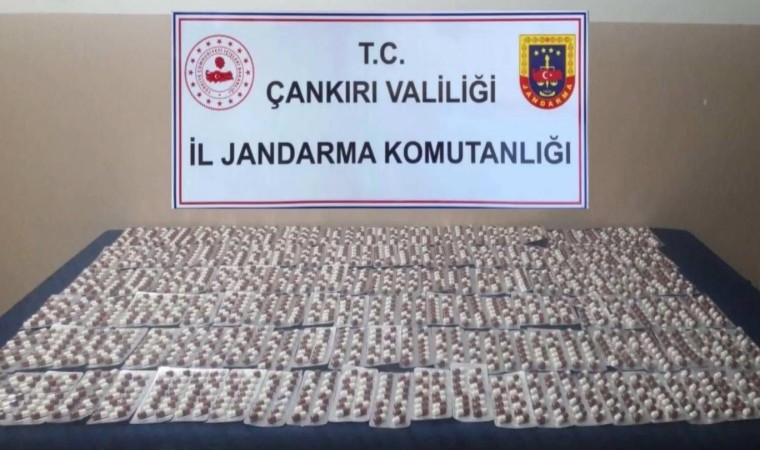 T.C.
ÇANKIRI VALİLİĞİ
İL JANDARMA KOMUTANLIĞI
JANDARMA